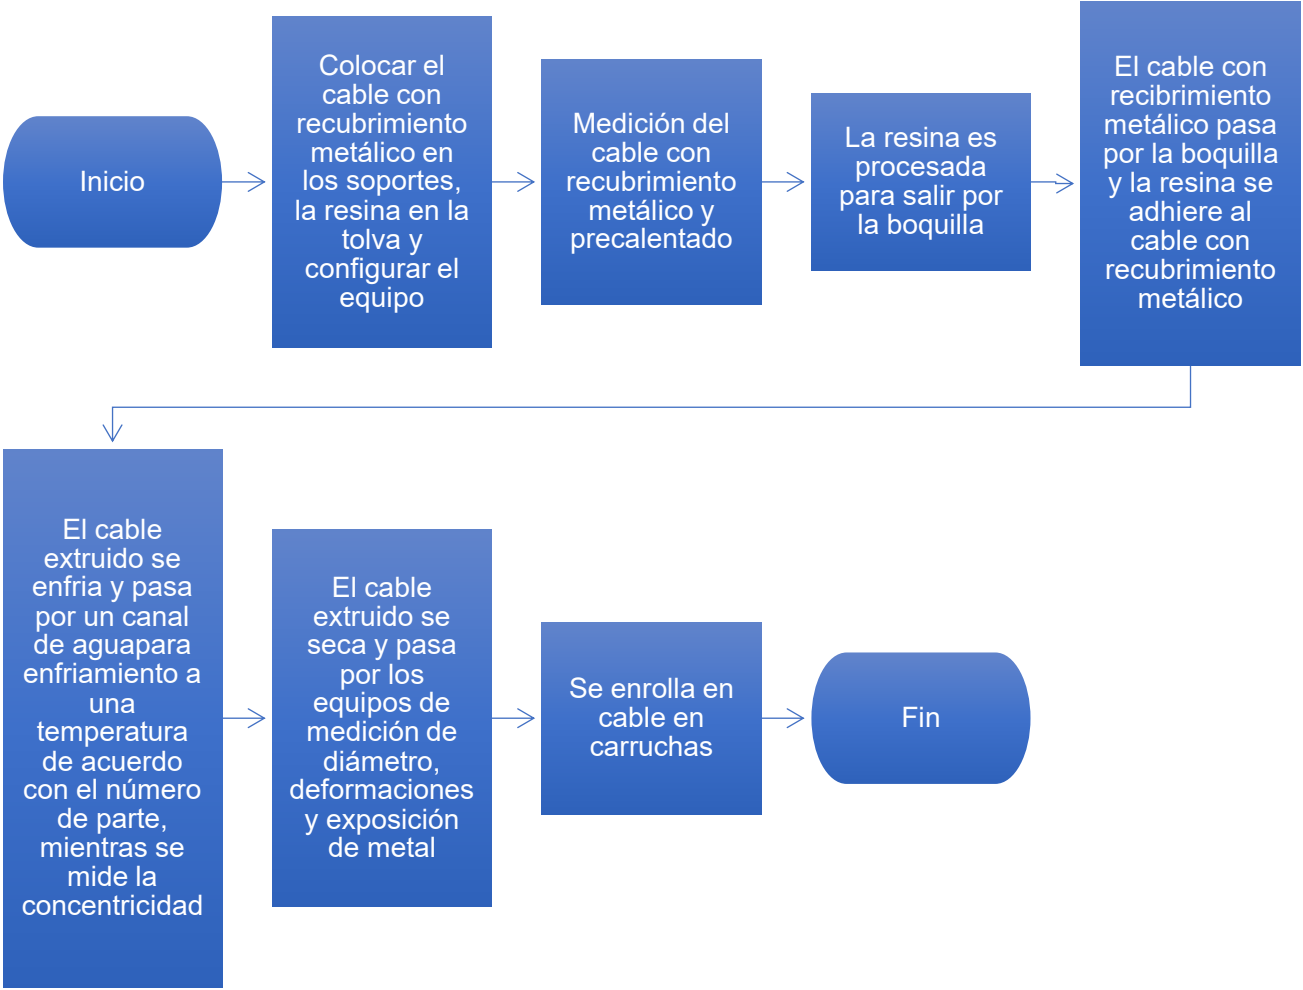 Inicio
Colocar el
cable con
recubrimiento
metálico en
los soportes,
la resina en la
tolva y
configurar el
equipo
Medición del
cable con
recubrimiento
metálico y
precalentado
La resina es
procesada
para salir por
la boquilla
El cable con
recibrimiento
metálico pasa
por la boquilla
y la resina se
adhiere al
cable con
recubrimiento
metálico
El cable
extruido se
enfria y pasa
por un canal
de aguapara
enfriamiento a
una
temperatura
de acuerdo
con el número
de parte,
mientras se
mide la
concentricidad
El cable
extruido se
seca y pasa
por los
equipos de
medición de
diámetro,
deformaciones
y exposición
de metal
Se enrolla en
cable en
carruchas
Fin